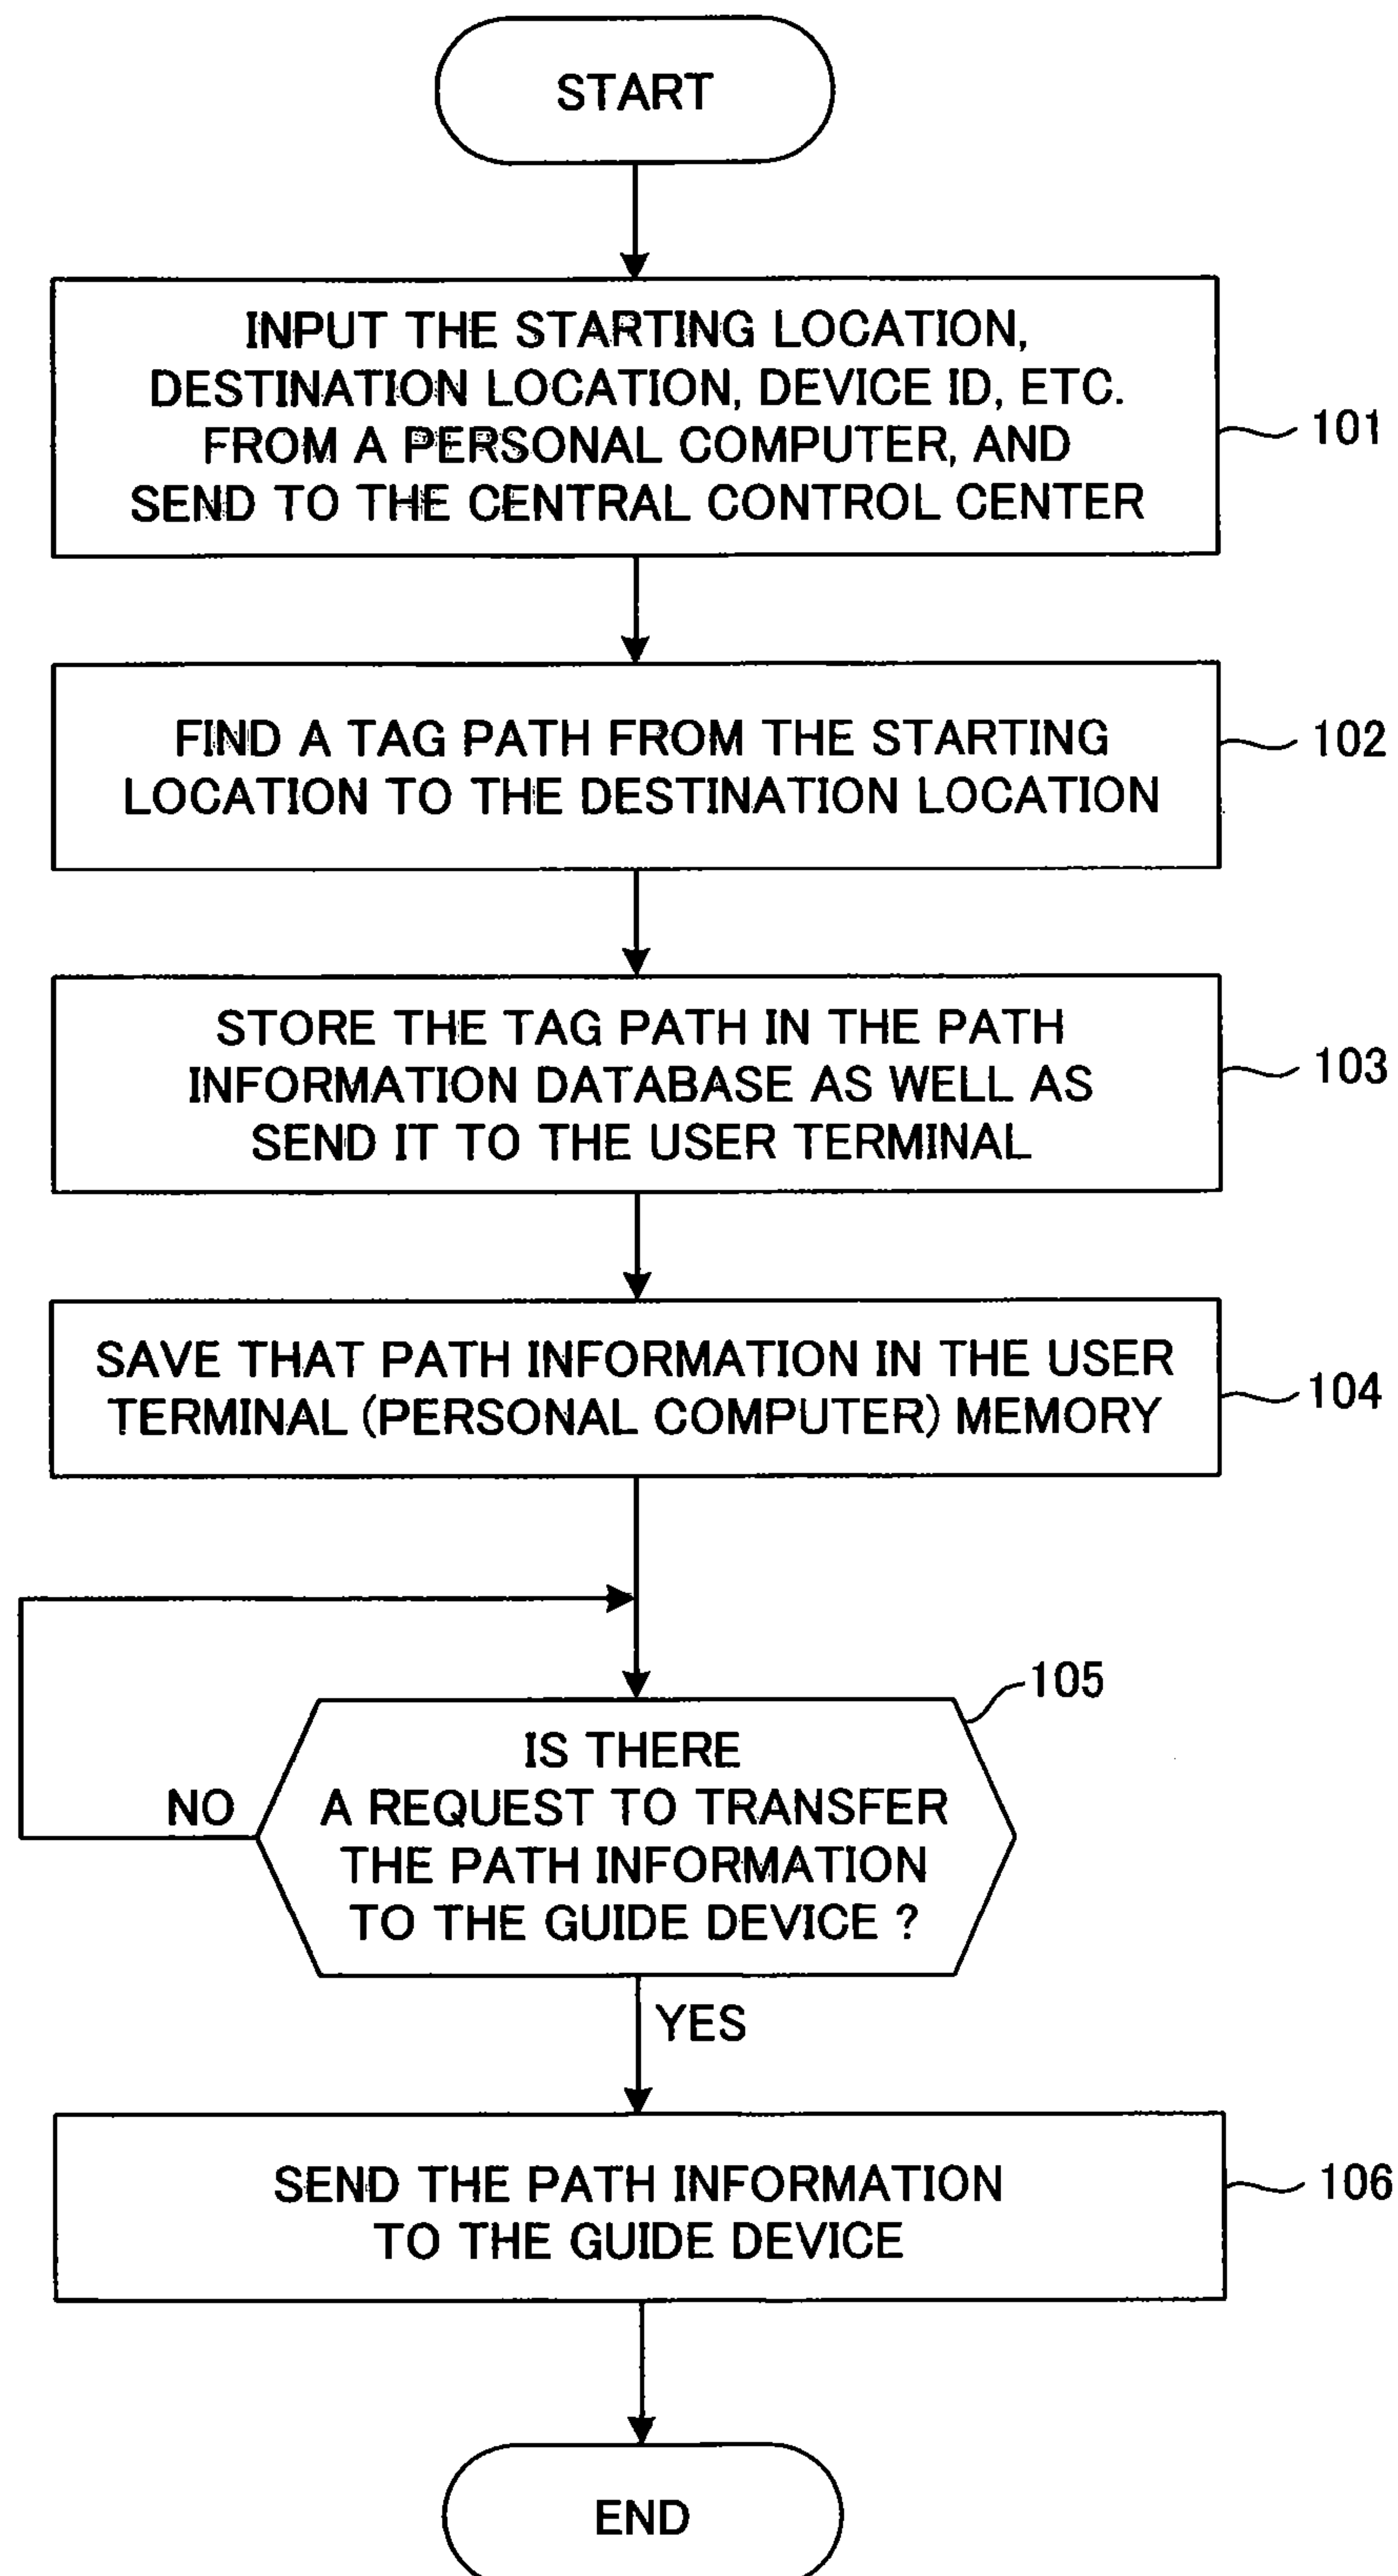 START
INPUT THE STARTING LOCATION,
DESTINATION LOCATION, DEVICE ID, ETC.
FROM A PERSONAL COMPUTER, AND
SEND TO THE CENTRAL CONTROL CENTER
101
FIND A TAG PATH FROM THE STARTING
LOCATION TO THE DESTINATION LOCATION
102
STORE THE TAG PATH IN THE PATH
INFORMATION DATABASE AS WELL AS
SEND IT TO THE USER TERMINAL
103
SAVE THAT PATH INFORMATION IN THE USER
TERMINAL (PERSONAL COMPUTER) MEMORY
104
105
IS THERE
A REQUEST TO TRANSFER
THE PATH INFORMATION
TO THE GUIDE DEVICE ?
NO
YES
SEND THE PATH INFORMATION
TO THE GUIDE DEVICE
106
END